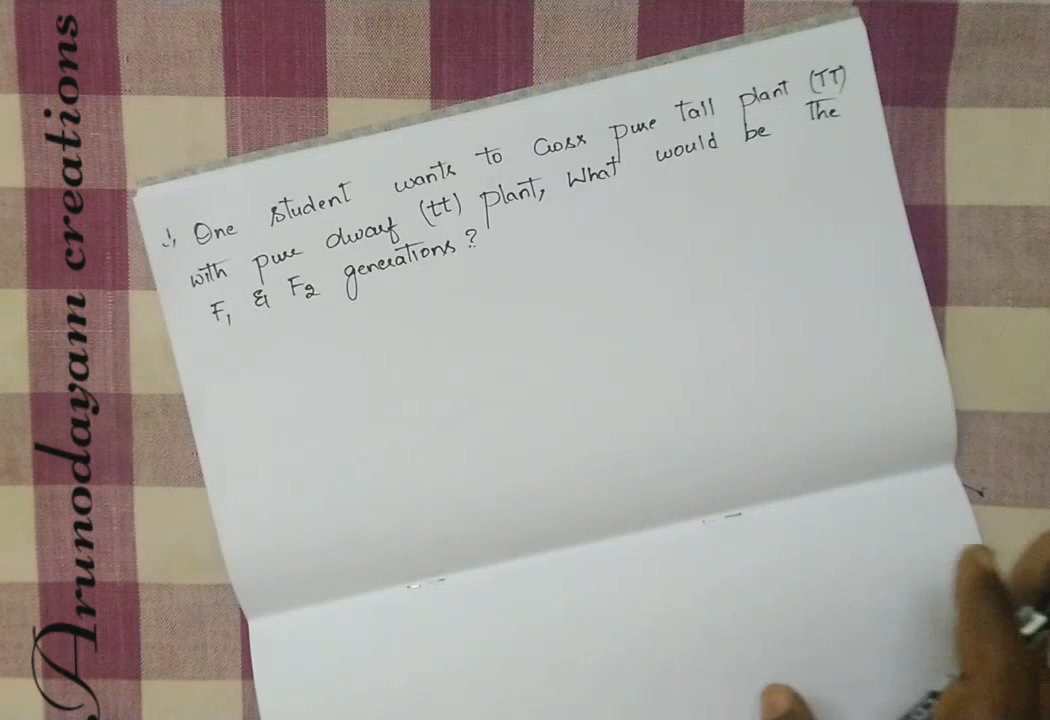 Arunodayam creations
1, One student wants to cross pure tall plant (TT)
with pure dwarf (tt) plant, What would be the
F1 & F2 generations?